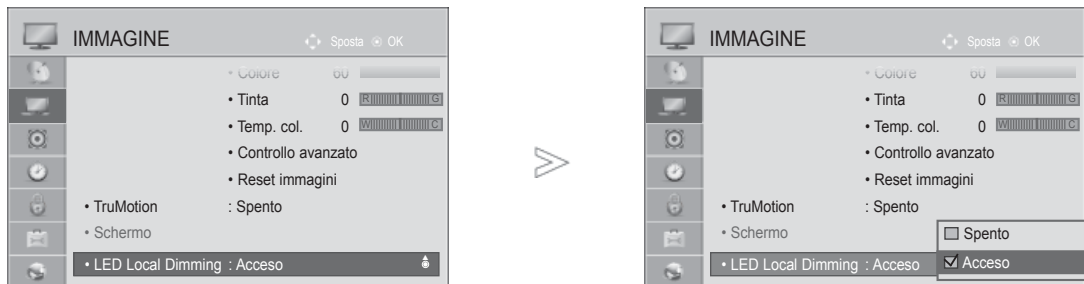 IMMAGINE
Sposta OK
• Colore 60
• Tinta 0 R G
• Temp. col. 0 W C
• Controllo avanzato
• Reset immagini
• TruMotion : Spento
• Schermo
• LED Local Dimming : Acceso
IMMAGINE
Sposta OK
• Colore 60
• Tinta 0 R G
• Temp. col. 0 W C
• Controllo avanzato
• Reset immagini
• TruMotion : Spento
• Schermo
• LED Local Dimming : Acceso
Spento
Acceso